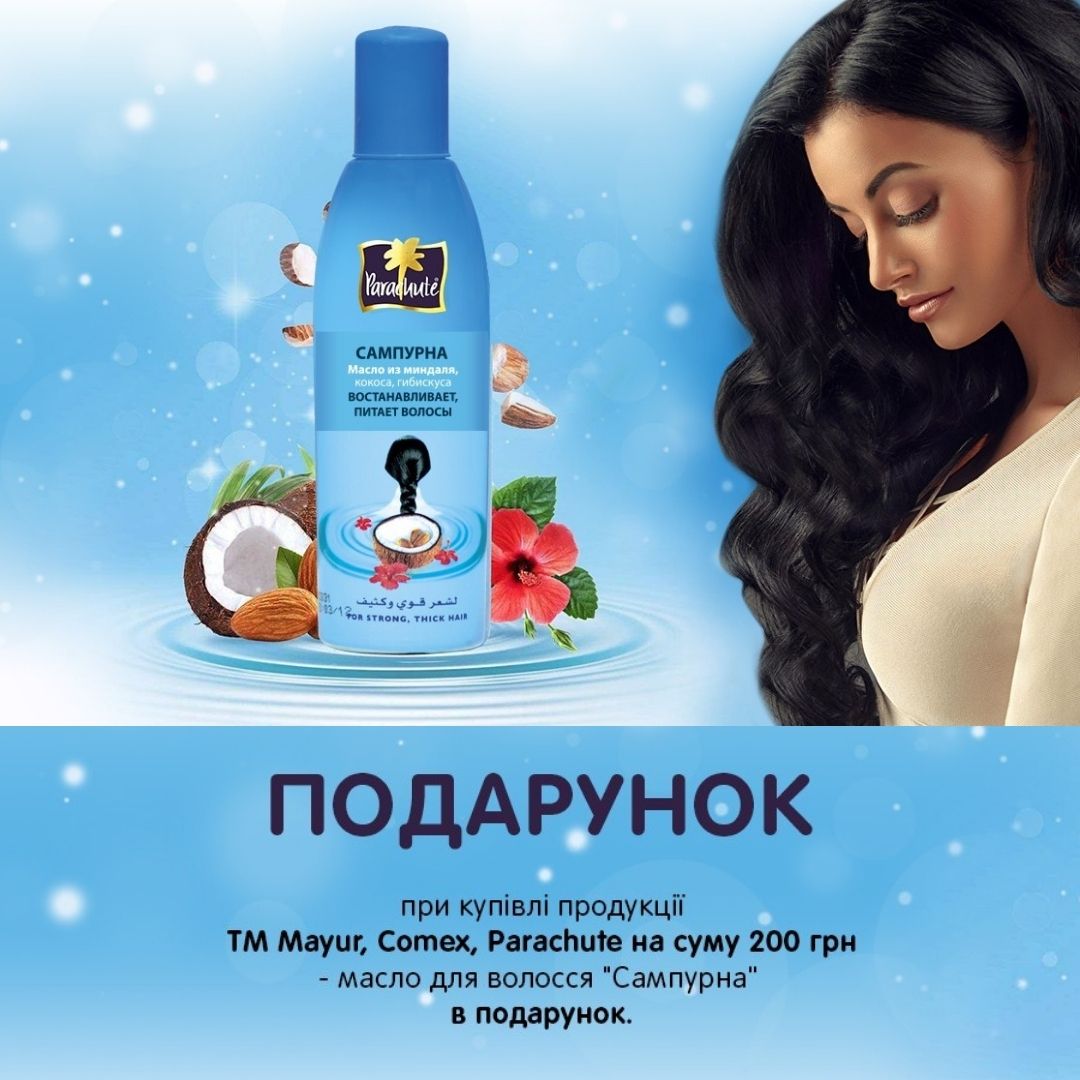 Parachute®
САМПУРНА
Масло из миндаля,
кокоса, гибискуса
ВОСТАНАВЛИВАЕТ,
ПИТАЕТ ВОЛОСЫ
لشعر قوي وكثيف
FOR STRONG, THICK HAIR
ПОДАРУНОК
при купівлі продукції
ТМ Mayur, Comex, Parachute на суму 200 грн
- масло для волосся "Сампурна"
в подарунок.